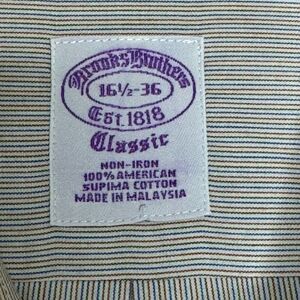 Brooks Brothers
16½-36
Est. 1818
Classic
NON-IRON
100% AMERICAN
SUPIMA COTTON
MADE IN MALAYSIA